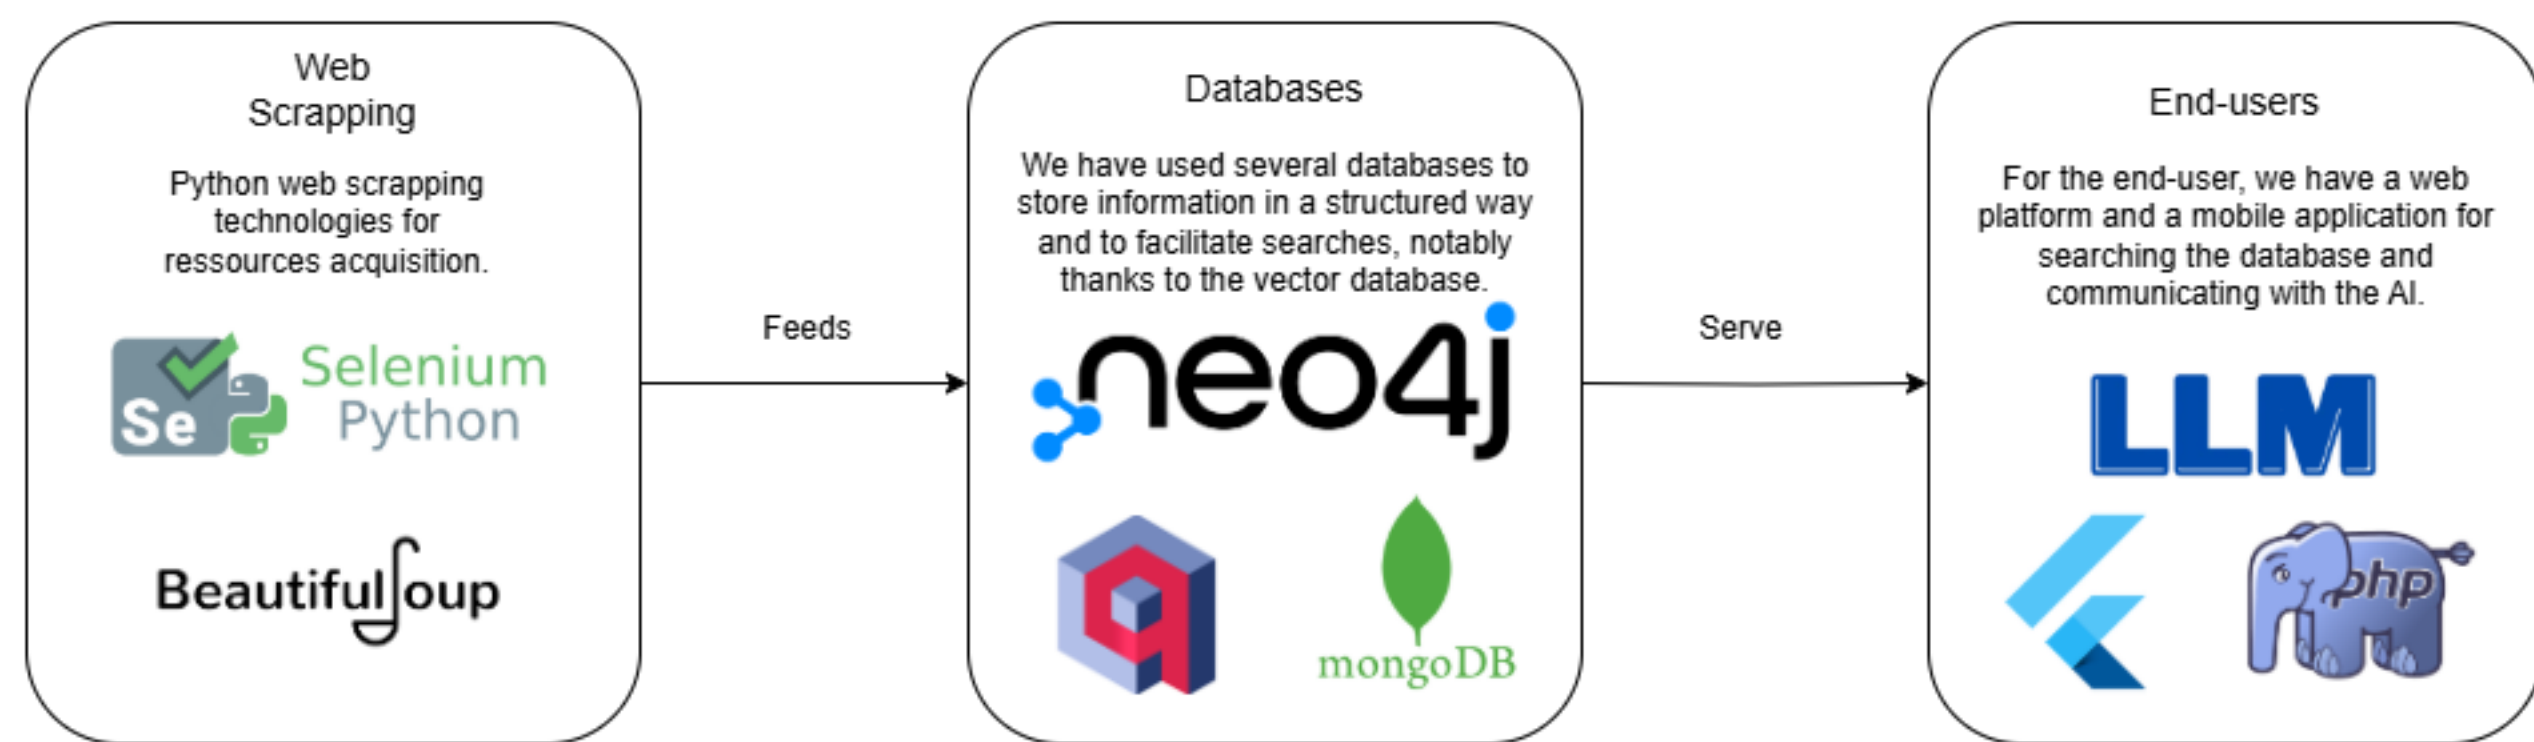 Web
Scrapping
Python web scrapping
technologies for
ressources acquisition.
Se
Selenium
Python
BeautifulSoup
Feeds
Databases
We have used several databases to
store information in a structured way
and to facilitate searches, notably
thanks to the vector database.
neo4j
mongoDB
Serve
End-users
For the end-user, we have a web
platform and a mobile application for
searching the database and
communicating with the AI.
LLM
php